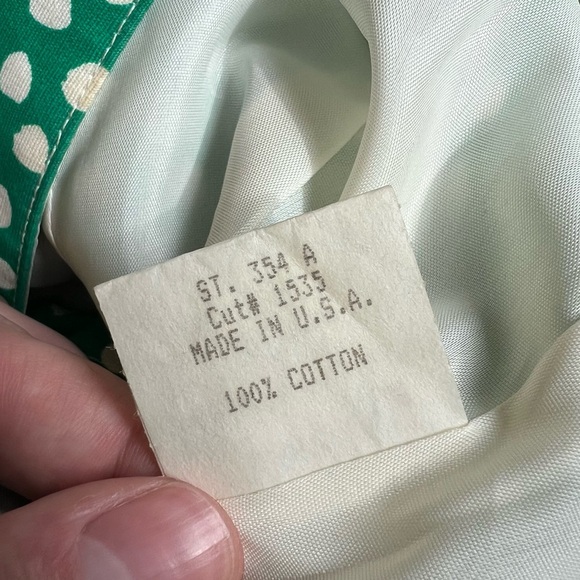 ST. 354 A
Cut# 1535
MADE IN U.S.A.
100% COTTON